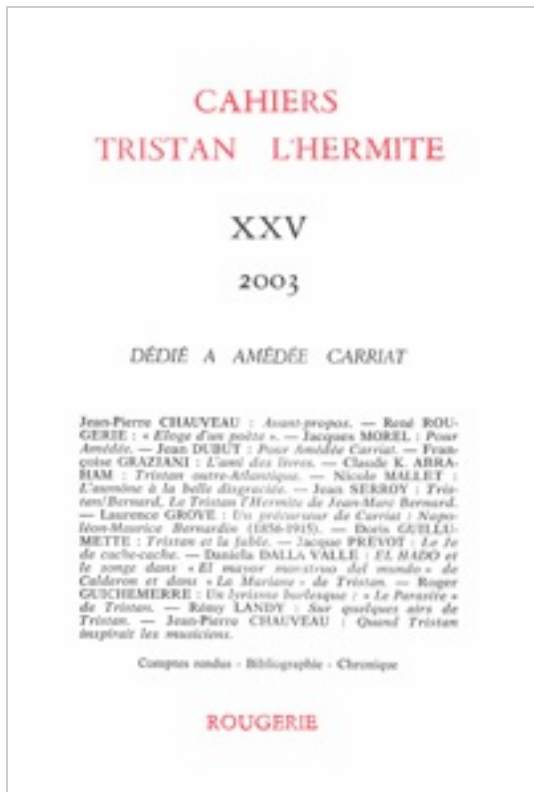 CAHIERS
TRISTAN L'HERMITE
XXV
2003
DÉDIÉ A AMÉDÉE CARRIAT
Jean-Pierre CHAUVEAU : Avant-propos. — René ROU-
GERIE : « Eloge d'un poète ». — Jacques MOREL : Pour
Amédée. — Jean DUBUT : Pour Amédée Carriat. — Fran-
çoise GRAZIANI : L'ami des livres. — Claude K. ABRA-
HAM : Tristan outre-Atlantique. — Nicole MALLET :
L'aumône à la belle disgraciée. — Jean SERROY : Tris-
tan/Bernard, Le Tristan l'Hermite de Jean-Marc Bernard.
— Laurence GROVE : Un précurseur de Carriat : Napo-
léon-Maurice Bernardin (1856-1915). — Doris GUILLU-
METTE : Tristan et la fable. — Jacque PREVOT : Le Je
de cache-cache. — Daniela DALLA VALLE : EL HADO et
le songe dans « El mayor monstruo del mundo » de
Calderon et dans « La Mariane » de Tristan. — Roger
GUICHEMERRE : Un lyrisme burlesque : « Le Parasite »
de Tristan. — Rémy LANDY : Sur quelques airs de
Tristan. — Jean-Pierre CHAUVEAU : Quand Tristan
inspirait les musiciens.
Comptes rendus - Bibliographie - Chronique
ROUGERIE